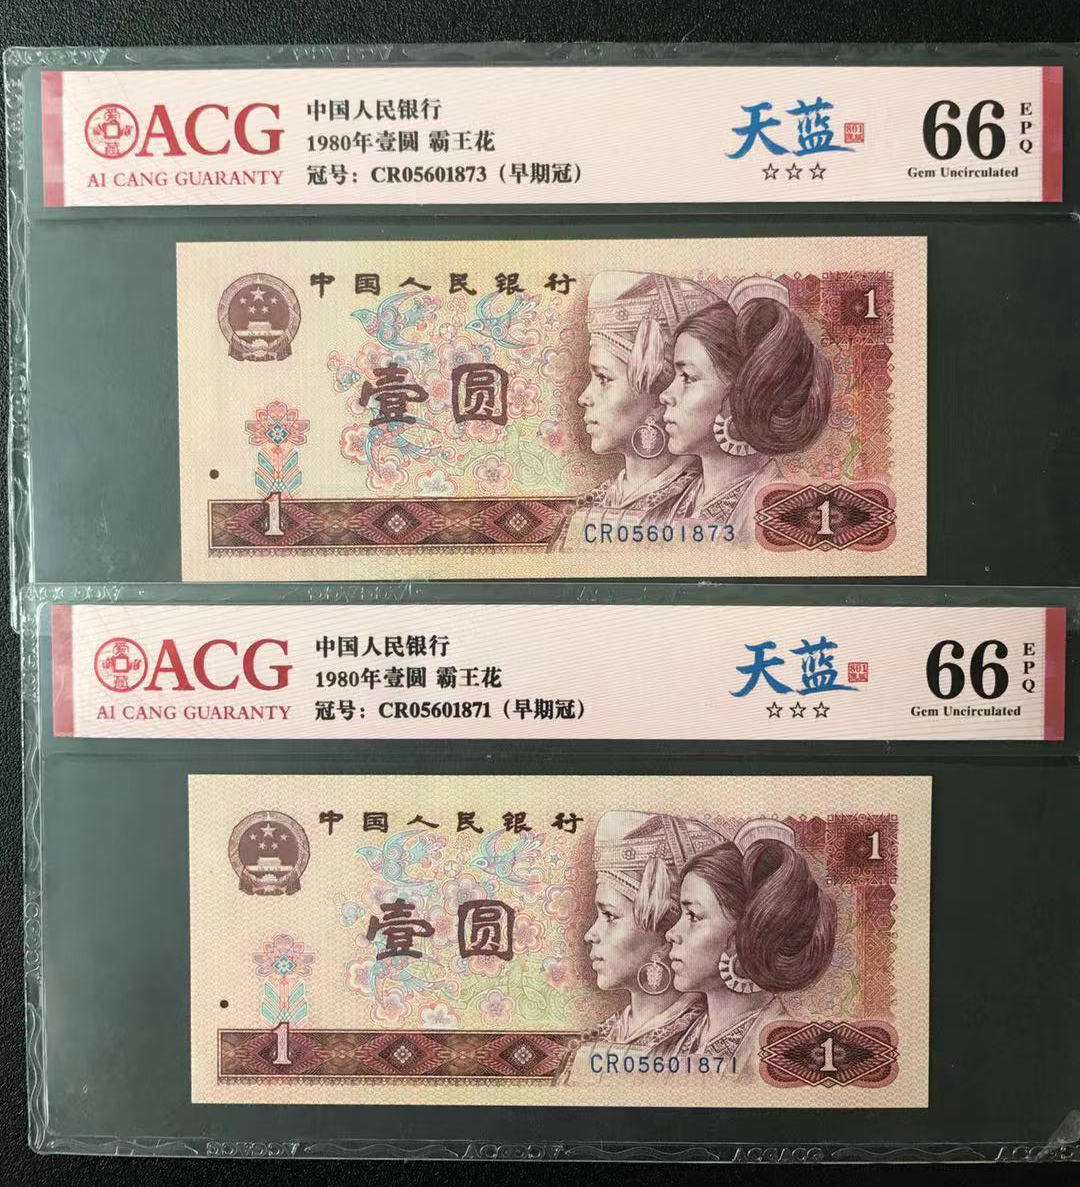 ACG
AI CANG GUARANTY
中国人民银行
1980年壹圆 霸王花
冠号：CR05601873（早期冠）
天蓝
801
☆☆☆
66
EPQ
Gem Uncirculated
中国人民银行
壹圆
1
1
CR05601873
1
ACG
AI CANG GUARANTY
中国人民银行
1980年壹圆 霸王花
冠号：CR05601871（早期冠）
天蓝
801
☆☆☆
66
EPQ
Gem Uncirculated
中国人民银行
壹圆
1
1
CR05601871
1